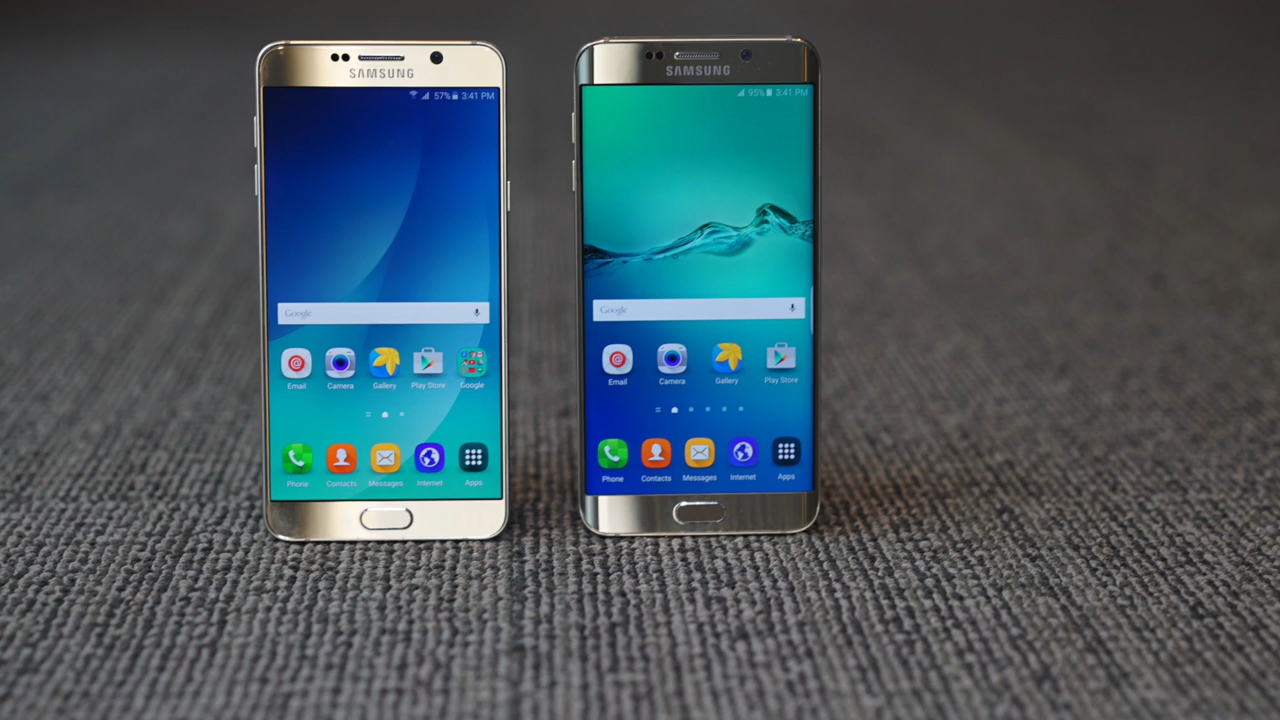 SAMSUNG
57% 3:41 PM
Google
Email Camera Gallery Play Store Google
Phone Contacts Messages Internet Apps
SAMSUNG
95% 3:41 PM
Google
Email Camera Gallery Play Store
Phone Contacts Messages Internet Apps